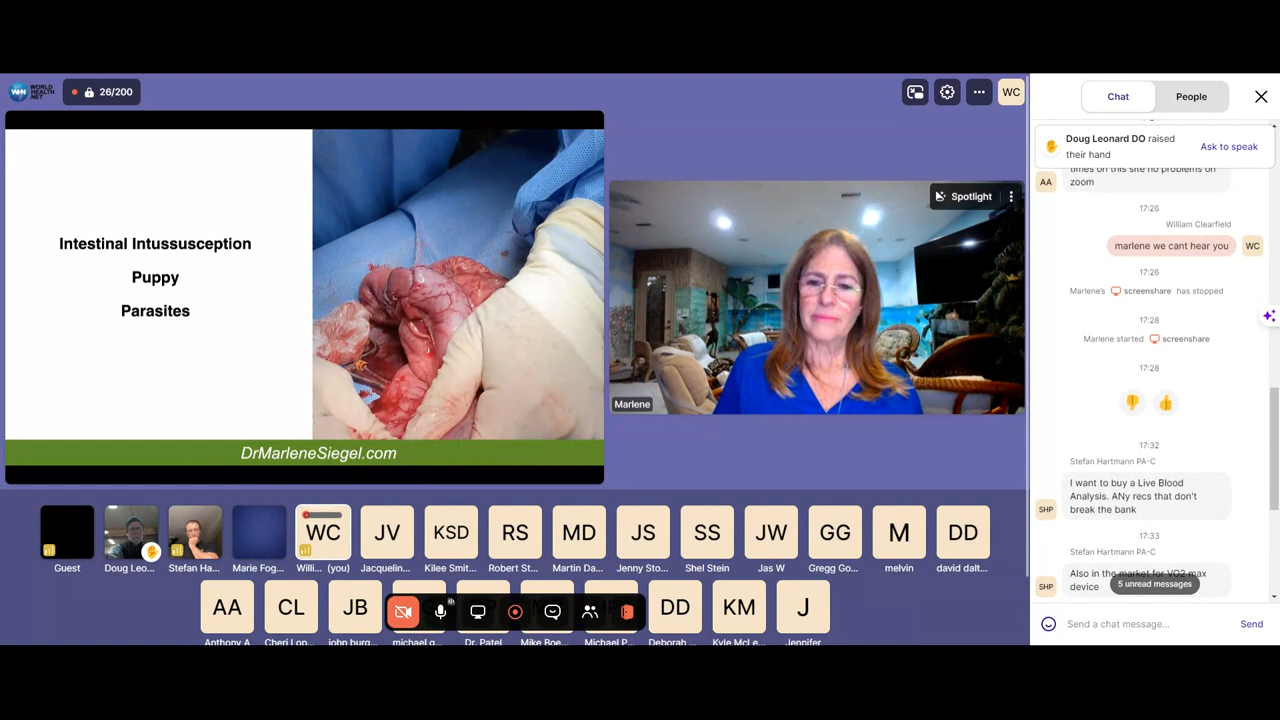 WORLD
HEALTH
NET
26/200
WC
Intestinal Intussusception
Puppy
Parasites
DrMarleneSiegel.com
Spotlight
Marlene
Guest
Doug Leo...
Stefan Ha...
Marie Fog...
WC
Willi... (you)
JV
Jacquelin...
KSD
Kilee Smit...
RS
Robert St...
MD
Martin Da...
JS
Jenny Sto...
SS
Shel Stein
JW
Jas W
GG
Gregg Go...
M
melvin
DD
david dalt...
AA
Anthony A
CL
Cheri Lop...
JB
john burg...
michael g...
Dr. Patel
Mike Boe...
Michael P...
DD
Deborah ...
KM
Kyle McLe...
J
Jennifer
Chat
People
Doug Leonard DO raised
their hand
Ask to speak
times on this site no problems on
zoom
AA
17:26
William Clearfield
marlene we cant hear you
WC
17:26
Marlene's screenshare has stopped
17:28
Marlene started screenshare
17:28
17:32
Stefan Hartmann PA-C
I want to buy a Live Blood
Analysis. ANy recs that don't
break the bank
SHP
17:33
Stefan Hartmann PA-C
Also in the market for VO2 max
device
SHP
5 unread messages
Send a chat message...
Send